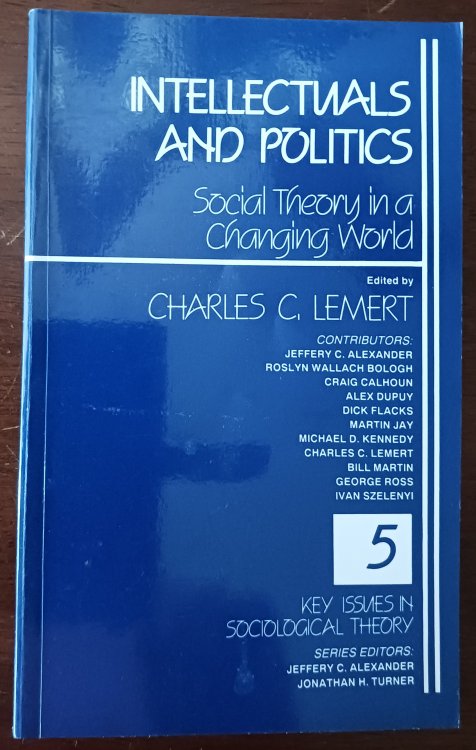 INTELLECTUALS
AND POLITICS
Social Theory in a
Changing World
Edited by
CHARLES C. LEMERT
CONTRIBUTORS:
JEFFERY C. ALEXANDER
ROSLYN WALLACH BOLOGH
CRAIG CALHOUN
ALEX DUPUY
DICK FLACKS
MARTIN JAY
MICHAEL D. KENNEDY
CHARLES C. LEMERT
BILL MARTIN
GEORGE ROSS
IVAN SZELENYI
5
KEY ISSUES IN
SOCIOLOGICAL THEORY
SERIES EDITORS:
JEFFERY C. ALEXANDER
JONATHAN H. TURNER